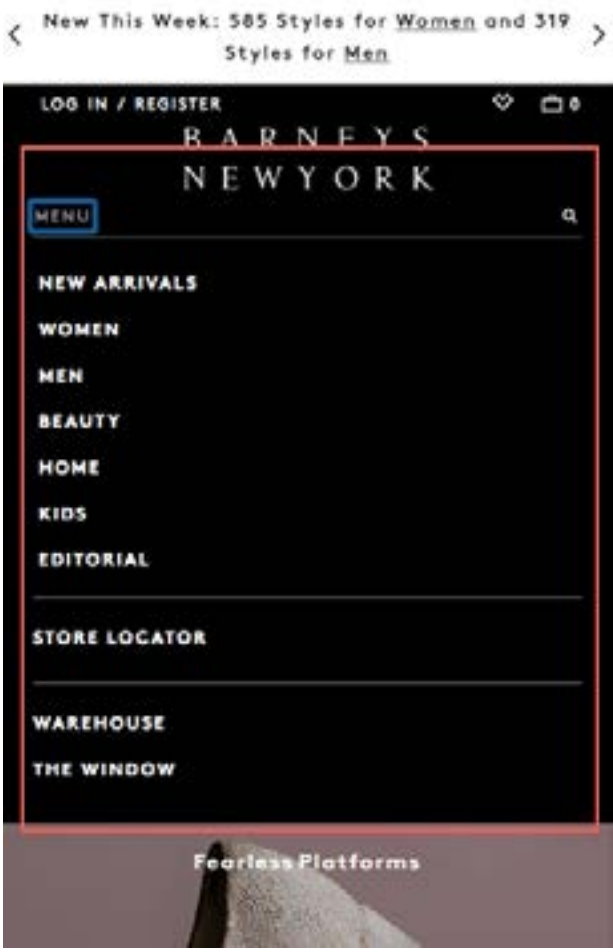 New This Week: 585 Styles for Women and 319
Styles for Men
LOG IN / REGISTER
0
BARNEYS
NEWYORK
MENU
NEW ARRIVALS
WOMEN
MEN
BEAUTY
HOME
KIDS
EDITORIAL
STORE LOCATOR
WAREHOUSE
THE WINDOW
Fearless Platforms